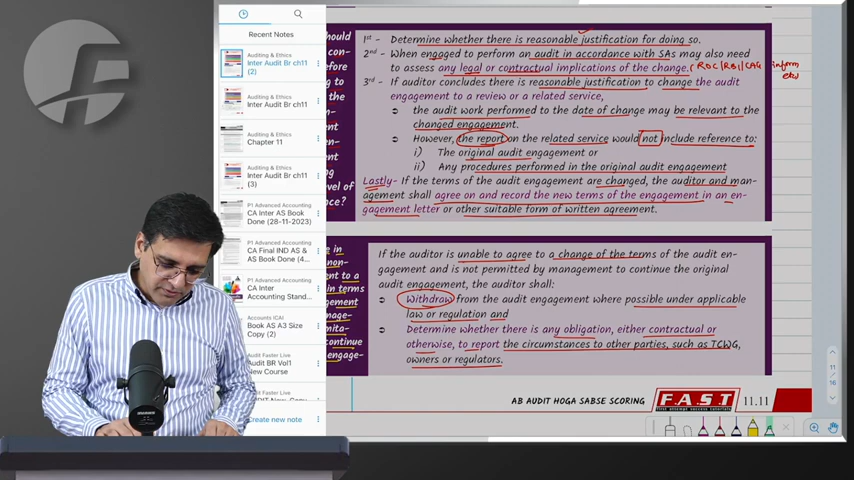 Recent Notes
Auditing & Ethics
Inter Audit Br ch11
(2)
Auditing & Ethics
Inter Audit Br ch11
Auditing & Ethics
Chapter 11
Auditing & Ethics
Inter Audit Br ch11
(3)
P1 Advanced Accounting
CA Inter AS Book
Done (28-11-2023)
P1 Advanced Accounting
CA Final IND AS &
AS Book Done (4...
P1 Advanced Accounting
CA Inter
Accounting Stand...
Accounts ICAI
Book AS A3 Size
Copy (2)
Audit Faster Live
Audit BR Vol1
New Course
Audit Faster Live
Create new note
1st - Determine whether there is reasonable justification for doing so.
2nd - When engaged to perform an audit in accordance with SAs may also need
to assess any legal or contractual implications of the change. (ROC|RBI|CAG inform
etc)
3rd - If auditor concludes there is reasonable justification to change the audit
engagement to a review or a related service,
the audit work performed to the date of change may be relevant to the
changed engagement.
However, the report on the related service would not include reference to:
i) The original audit engagement or
ii) Any procedures performed in the original audit engagement
Lastly- If the terms of the audit engagement are changed, the auditor and man-
agement shall agree on and record the new terms of the engagement in an en-
gagement letter or other suitable form of written agreement.
If the auditor is unable to agree to a change of the terms of the audit en-
gagement and is not permitted by management to continue the original
audit engagement, the auditor shall:
Withdraw from the audit engagement where possible under applicable
law or regulation and
Determine whether there is any obligation, either contractual or
otherwise, to report the circumstances to other parties, such as TCWG,
owners or regulators.
AB AUDIT HOGA SABSE SCORING
F.A.S.T
first attempt success tutorials
11.11
11
/
16